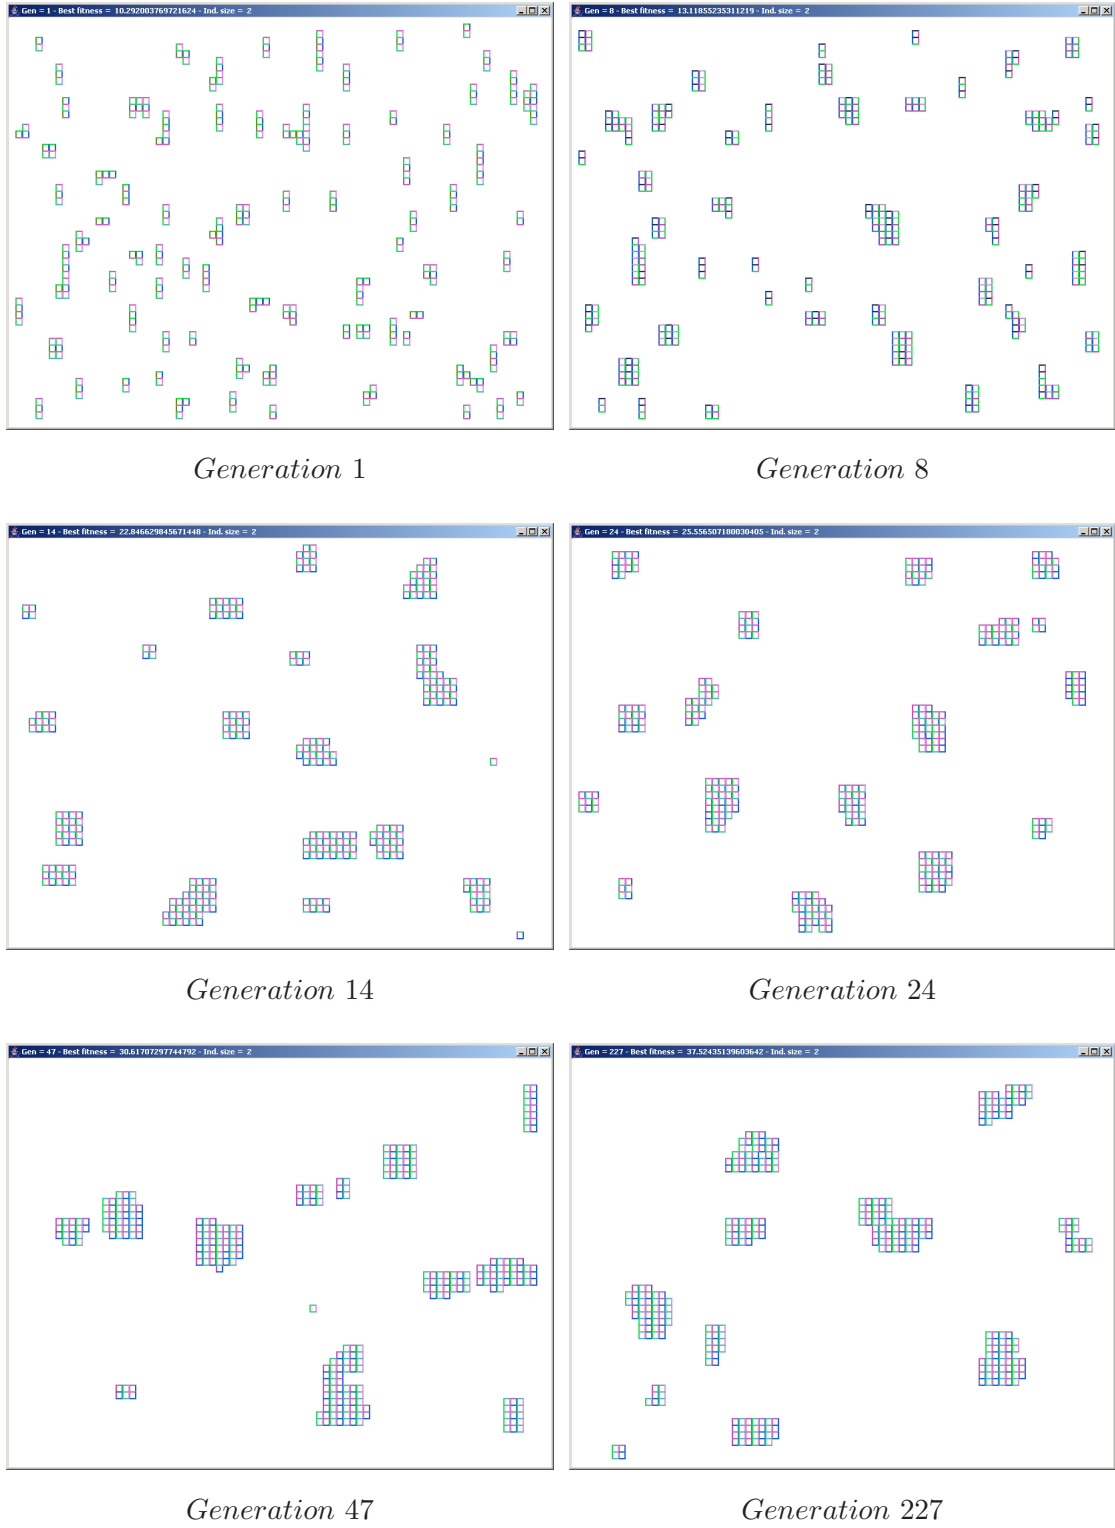 Gen = 1 - Best fitness = 10.292003769721624 - Ind. size = 2
Gen = 8 - Best fitness = 13.11855235311219 - Ind. size = 2
Generation 1
Generation 8
Gen = 14 - Best fitness = 22.846629845671448 - Ind. size = 2
Gen = 24 - Best fitness = 25.556507180030405 - Ind. size = 2
Generation 14
Generation 24
Gen = 47 - Best fitness = 30.61707297744792 - Ind. size = 2
Gen = 227 - Best fitness = 37.52435139603642 - Ind. size = 2
Generation 47
Generation 227